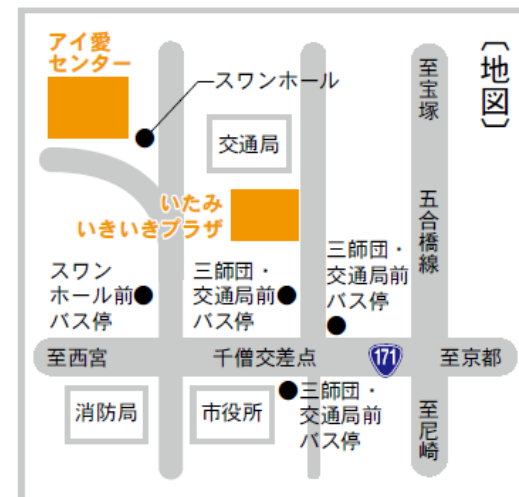 アイ愛
センター
スワンホール
交通局
至宝塚
〔地図〕
いたみ
いきいきプラザ
五合橋線
スワン
ホール前
バス停
三師団・
交通局前
バス停
三師団・
交通局前
バス停
至西宮
千僧交差点
171
至京都
消防局
市役所
三師団・
交通局前
バス停
至尼崎